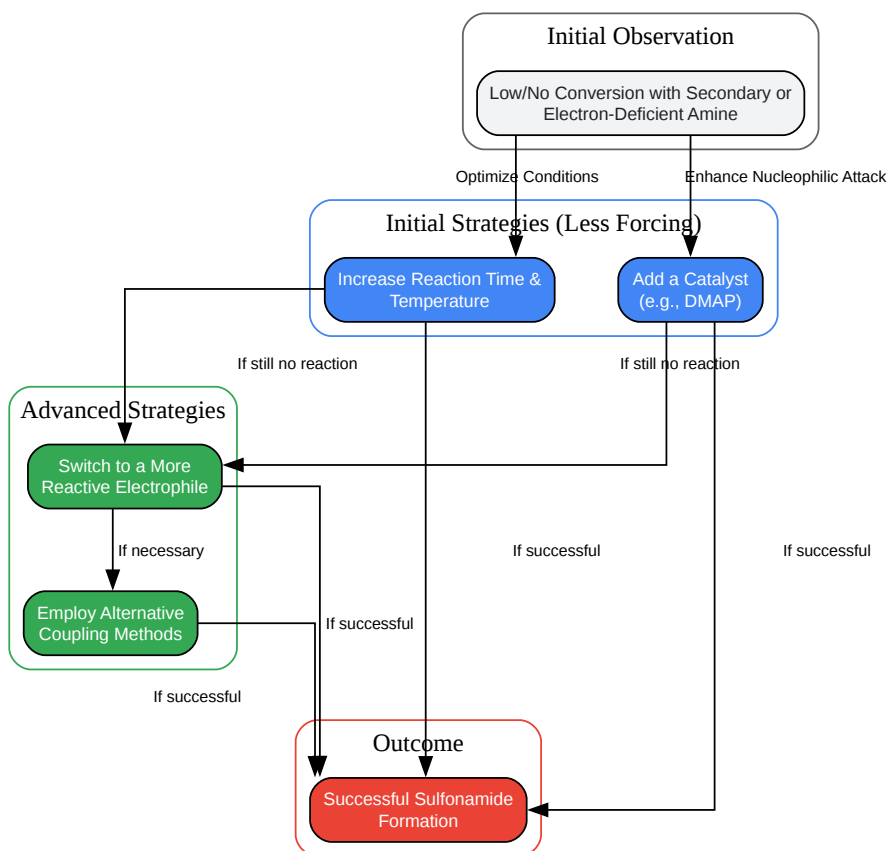 Initial Observation
Low/No Conversion with Secondary or
Electron-Deficient Amine
Optimize Conditions
Enhance Nucleophilic Attack
Initial Strategies (Less Forcing)
Increase Reaction Time &
Temperature
Add a Catalyst
(e.g., DMAP)
If still no reaction
If still no reaction
Advanced Strategies
Switch to a More
Reactive Electrophile
If necessary
If successful
If successful
Employ Alternative
Coupling Methods
If successful
If successful
Outcome
Successful Sulfonamide
Formation